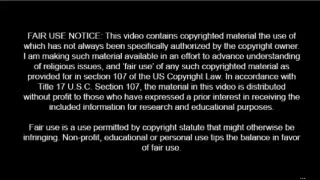 FAIR USE NOTICE: This video contains copyrighted material the use of
which has not always been specifically authorized by the copyright owner.
I am making such material available in an effort to advance understanding
of religious issues, and 'fair use' of any such copyrighted material as
provided for in section 107 of the US Copyright Law. In accordance with
Title 17 U.S.C. Section 107, the material in this video is distributed
without profit to those who have expressed a prior interest in receiving the
included information for research and educational purposes.
Fair use is a use permitted by copyright statute that might otherwise be
infringing. Non-profit, educational or personal use tips the balance in favor
of fair use.